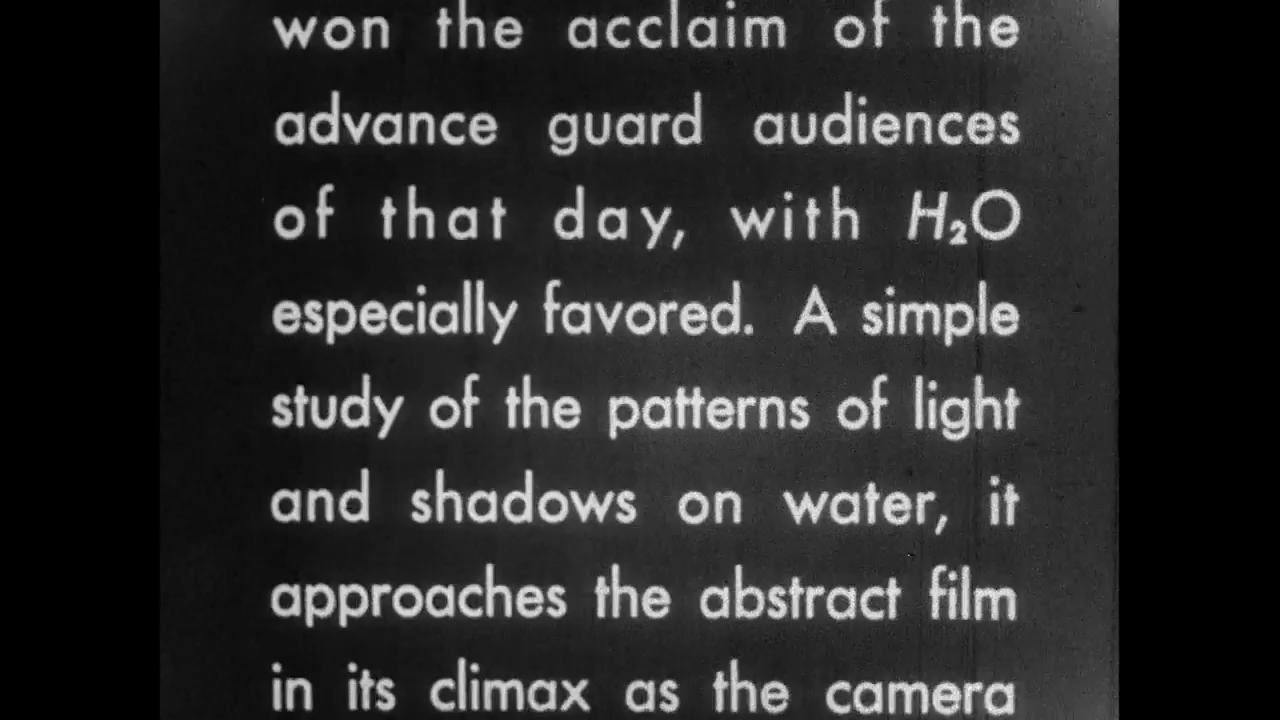 won the acclaim of the
advance guard audiences
of that day, with H₂O
especially favored. A simple
study of the patterns of light
and shadows on water, it
approaches the abstract film
in its climax as the camera